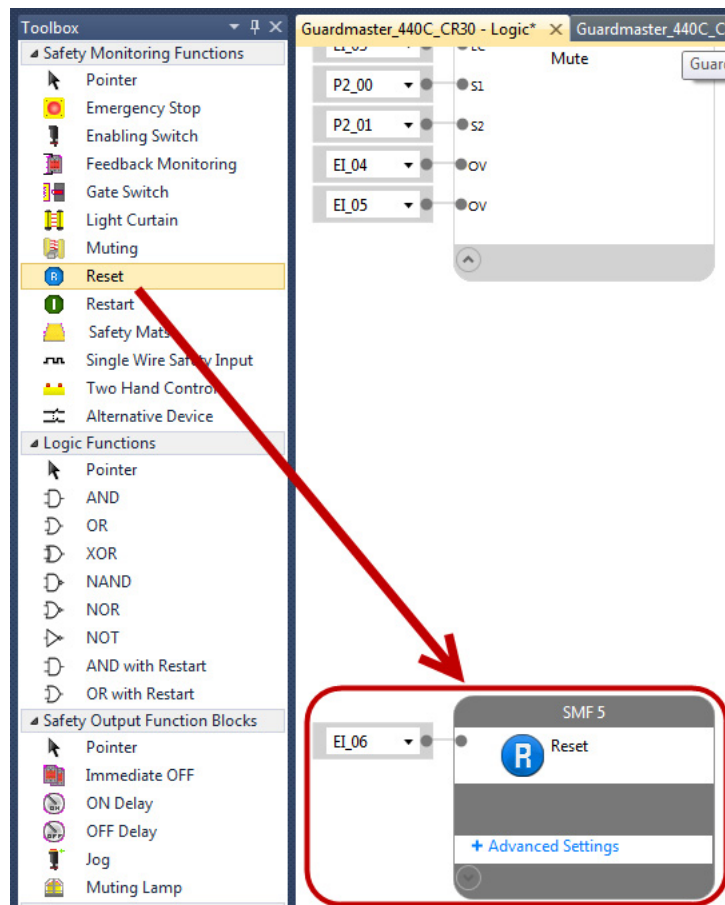 Toolbox
Safety Monitoring Functions
Pointer
Emergency Stop
Enabling Switch
Feedback Monitoring
Gate Switch
Light Curtain
Muting
Reset
Restart
Safety Mats
Single Wire Safety Input
Two Hand Control
Alternative Device
Logic Functions
Pointer
AND
OR
XOR
NAND
NOR
NOT
AND with Restart
OR with Restart
Safety Output Function Blocks
Pointer
Immediate OFF
ON Delay
OFF Delay
Jog
Muting Lamp
Guardmaster_440C_CR30 - Logic*
Guardmaster_440C_C
Guar
Mute
P2_00
S1
P2_01
S2
EI_04
OV
EI_05
OV
SMF 5
EI_06
R
Reset
+ Advanced Settings